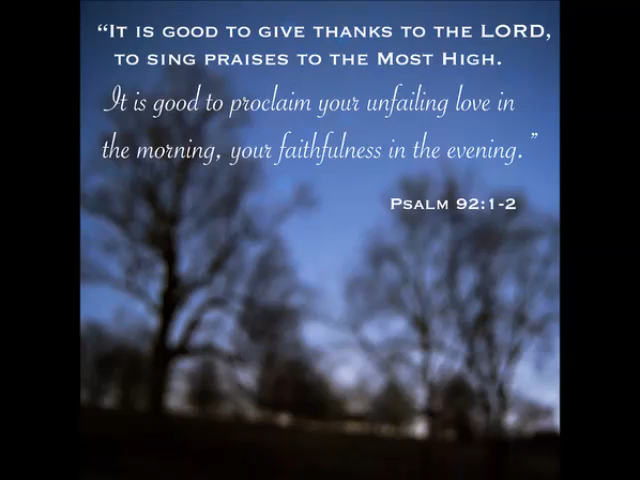 “It is good to give thanks to the LORD,
to sing praises to the Most High.
It is good to proclaim your unfailing love in
the morning, your faithfulness in the evening.”
Psalm 92:1-2